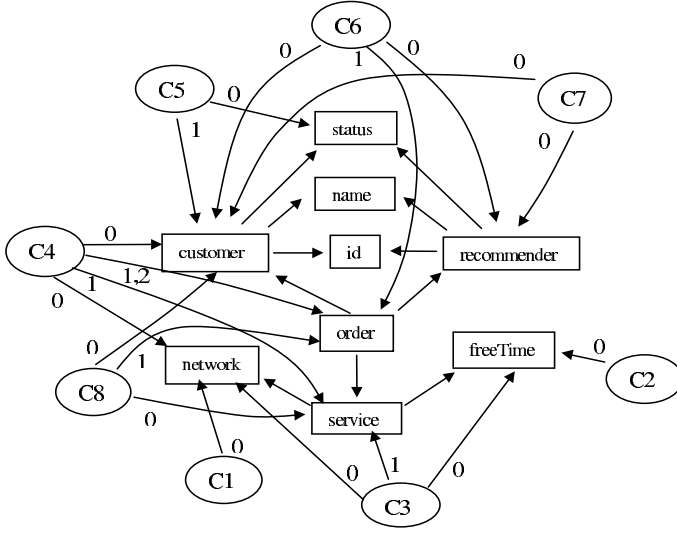 C6
0
1
0
0
C5
0
C7
1
status
0
name
0
C4
customer
id
recommender
1
1,2
0
order
freeTime
0
0
1
network
C8
C2
0
service
0
1
0
0
C1
C3